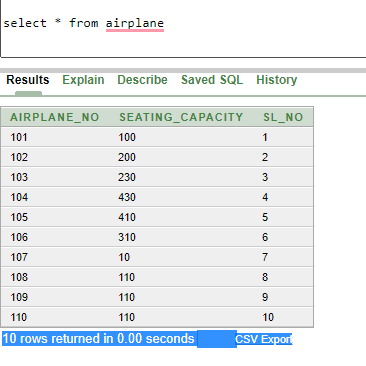 select * from airplane
Results Explain Describe Saved SQL History
AIRPLANE_NO SEATING_CAPACITY SL_NO
101 100 1
102 200 2
103 230 3
104 430 4
105 410 5
106 310 6
107 10 7
108 110 8
109 110 9
110 110 10
10 rows returned in 0.00 seconds CSV Export